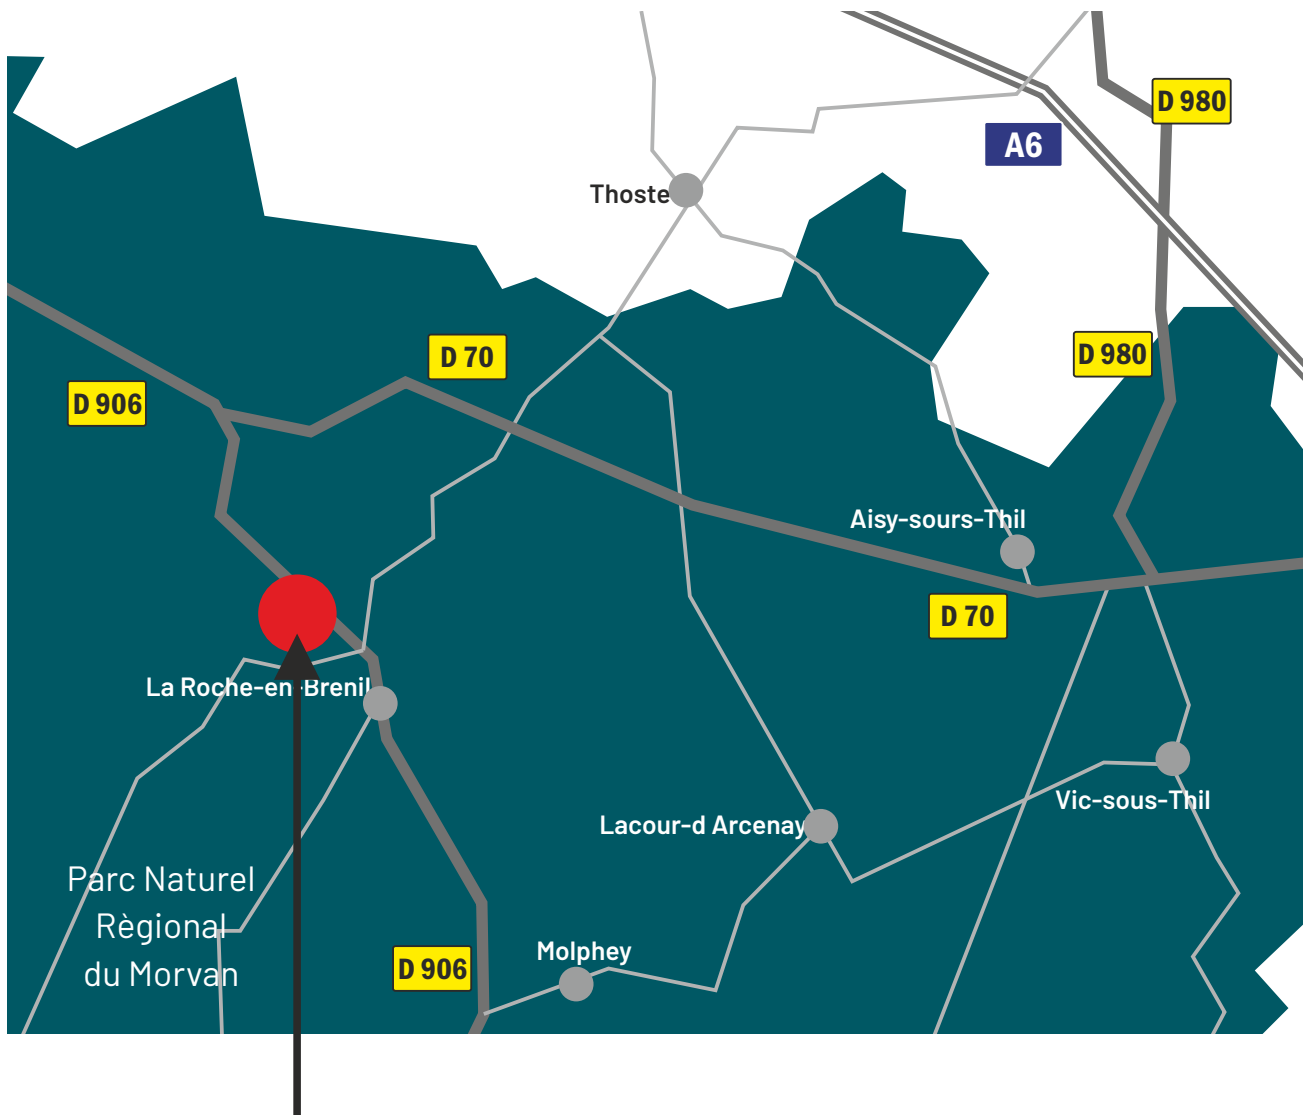 D 980
A6
Thoste
D 70
D 980
D 906
Aisy-sours-Thil
D 70
La Roche-en-Brenil
Vic-sous-Thil
Lacour-d Arcenay
Parc Naturel
Règional
du Morvan
Molphey
D 906